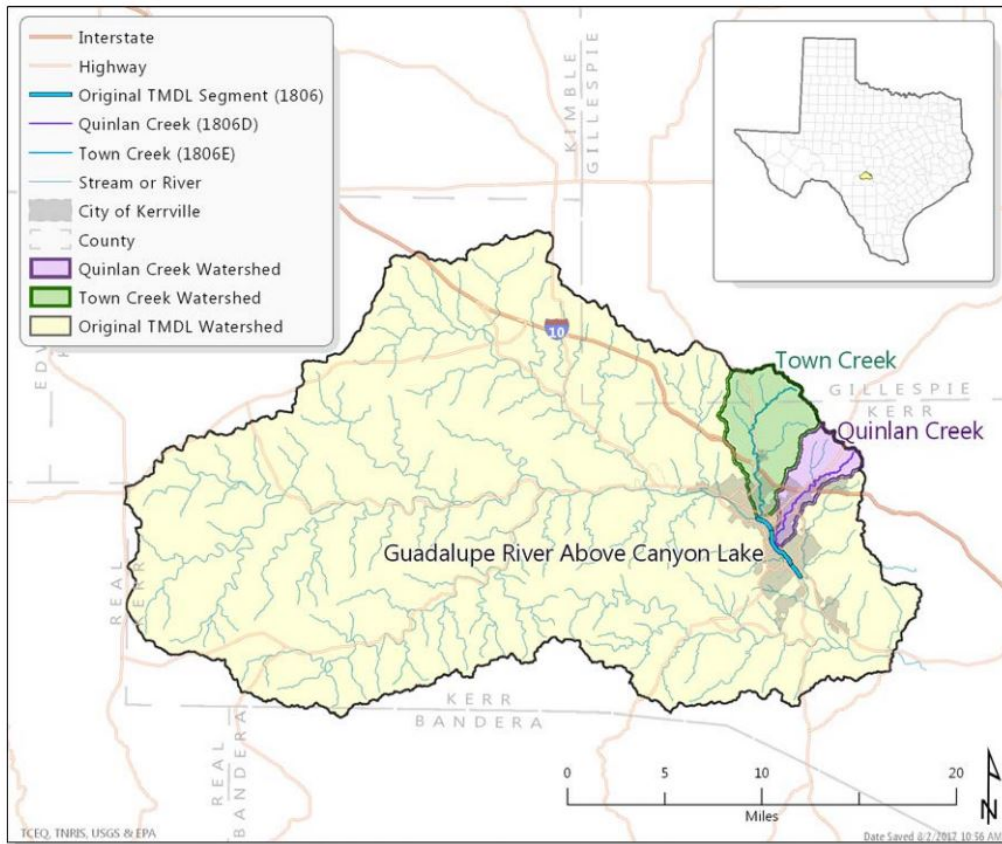 Interstate
Highway
Original TMDL Segment (1806)
Quinlan Creek (1806D)
Town Creek (1806E)
Stream or River
City of Kerrville
County
Quinlan Creek Watershed
Town Creek Watershed
Original TMDL Watershed
KIMBLE
GILLESPIE
10
Town Creek
GILLESPIE
KERR
Quinlan Creek
Guadalupe River Above Canyon Lake
REAL
KERR
KERR
BANDERA
REAL
BANDERA
0 5 10 20
Miles
N
TCEQ, TNRIS, USGS & EPA
Date Saved 8/2/2017 10:56 AM